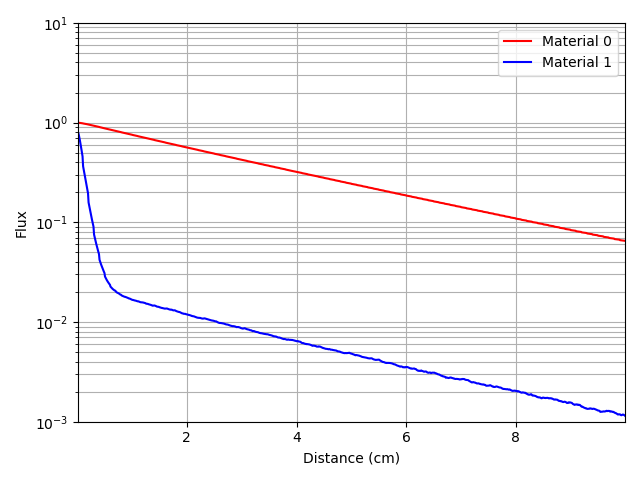 10¹
10⁰
10⁻¹
10⁻²
10⁻³
Flux
Material 0
Material 1
2
4
6
8
Distance (cm)